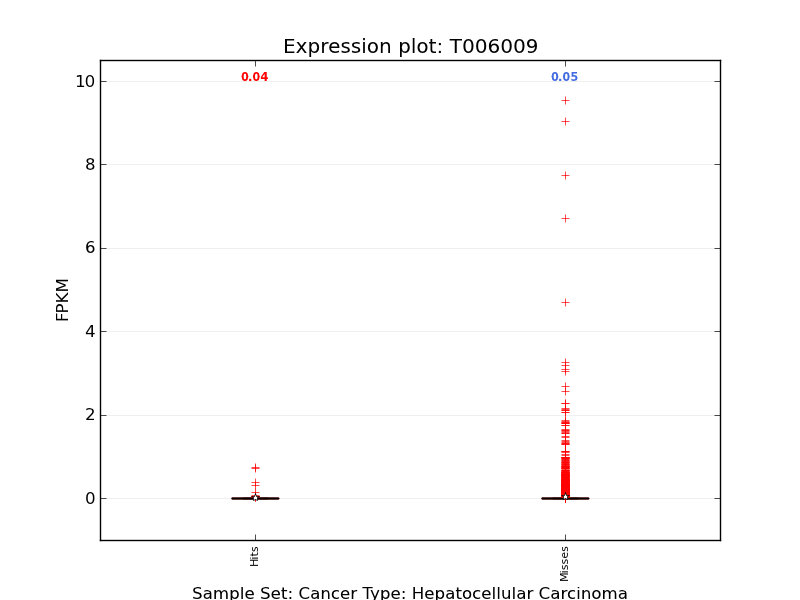 Expression plot: T006009
0.04
0.05
10
8
6
4
2
0
FPKM
Hits
Misses
Sample Set: Cancer Type: Hepatocellular Carcinoma